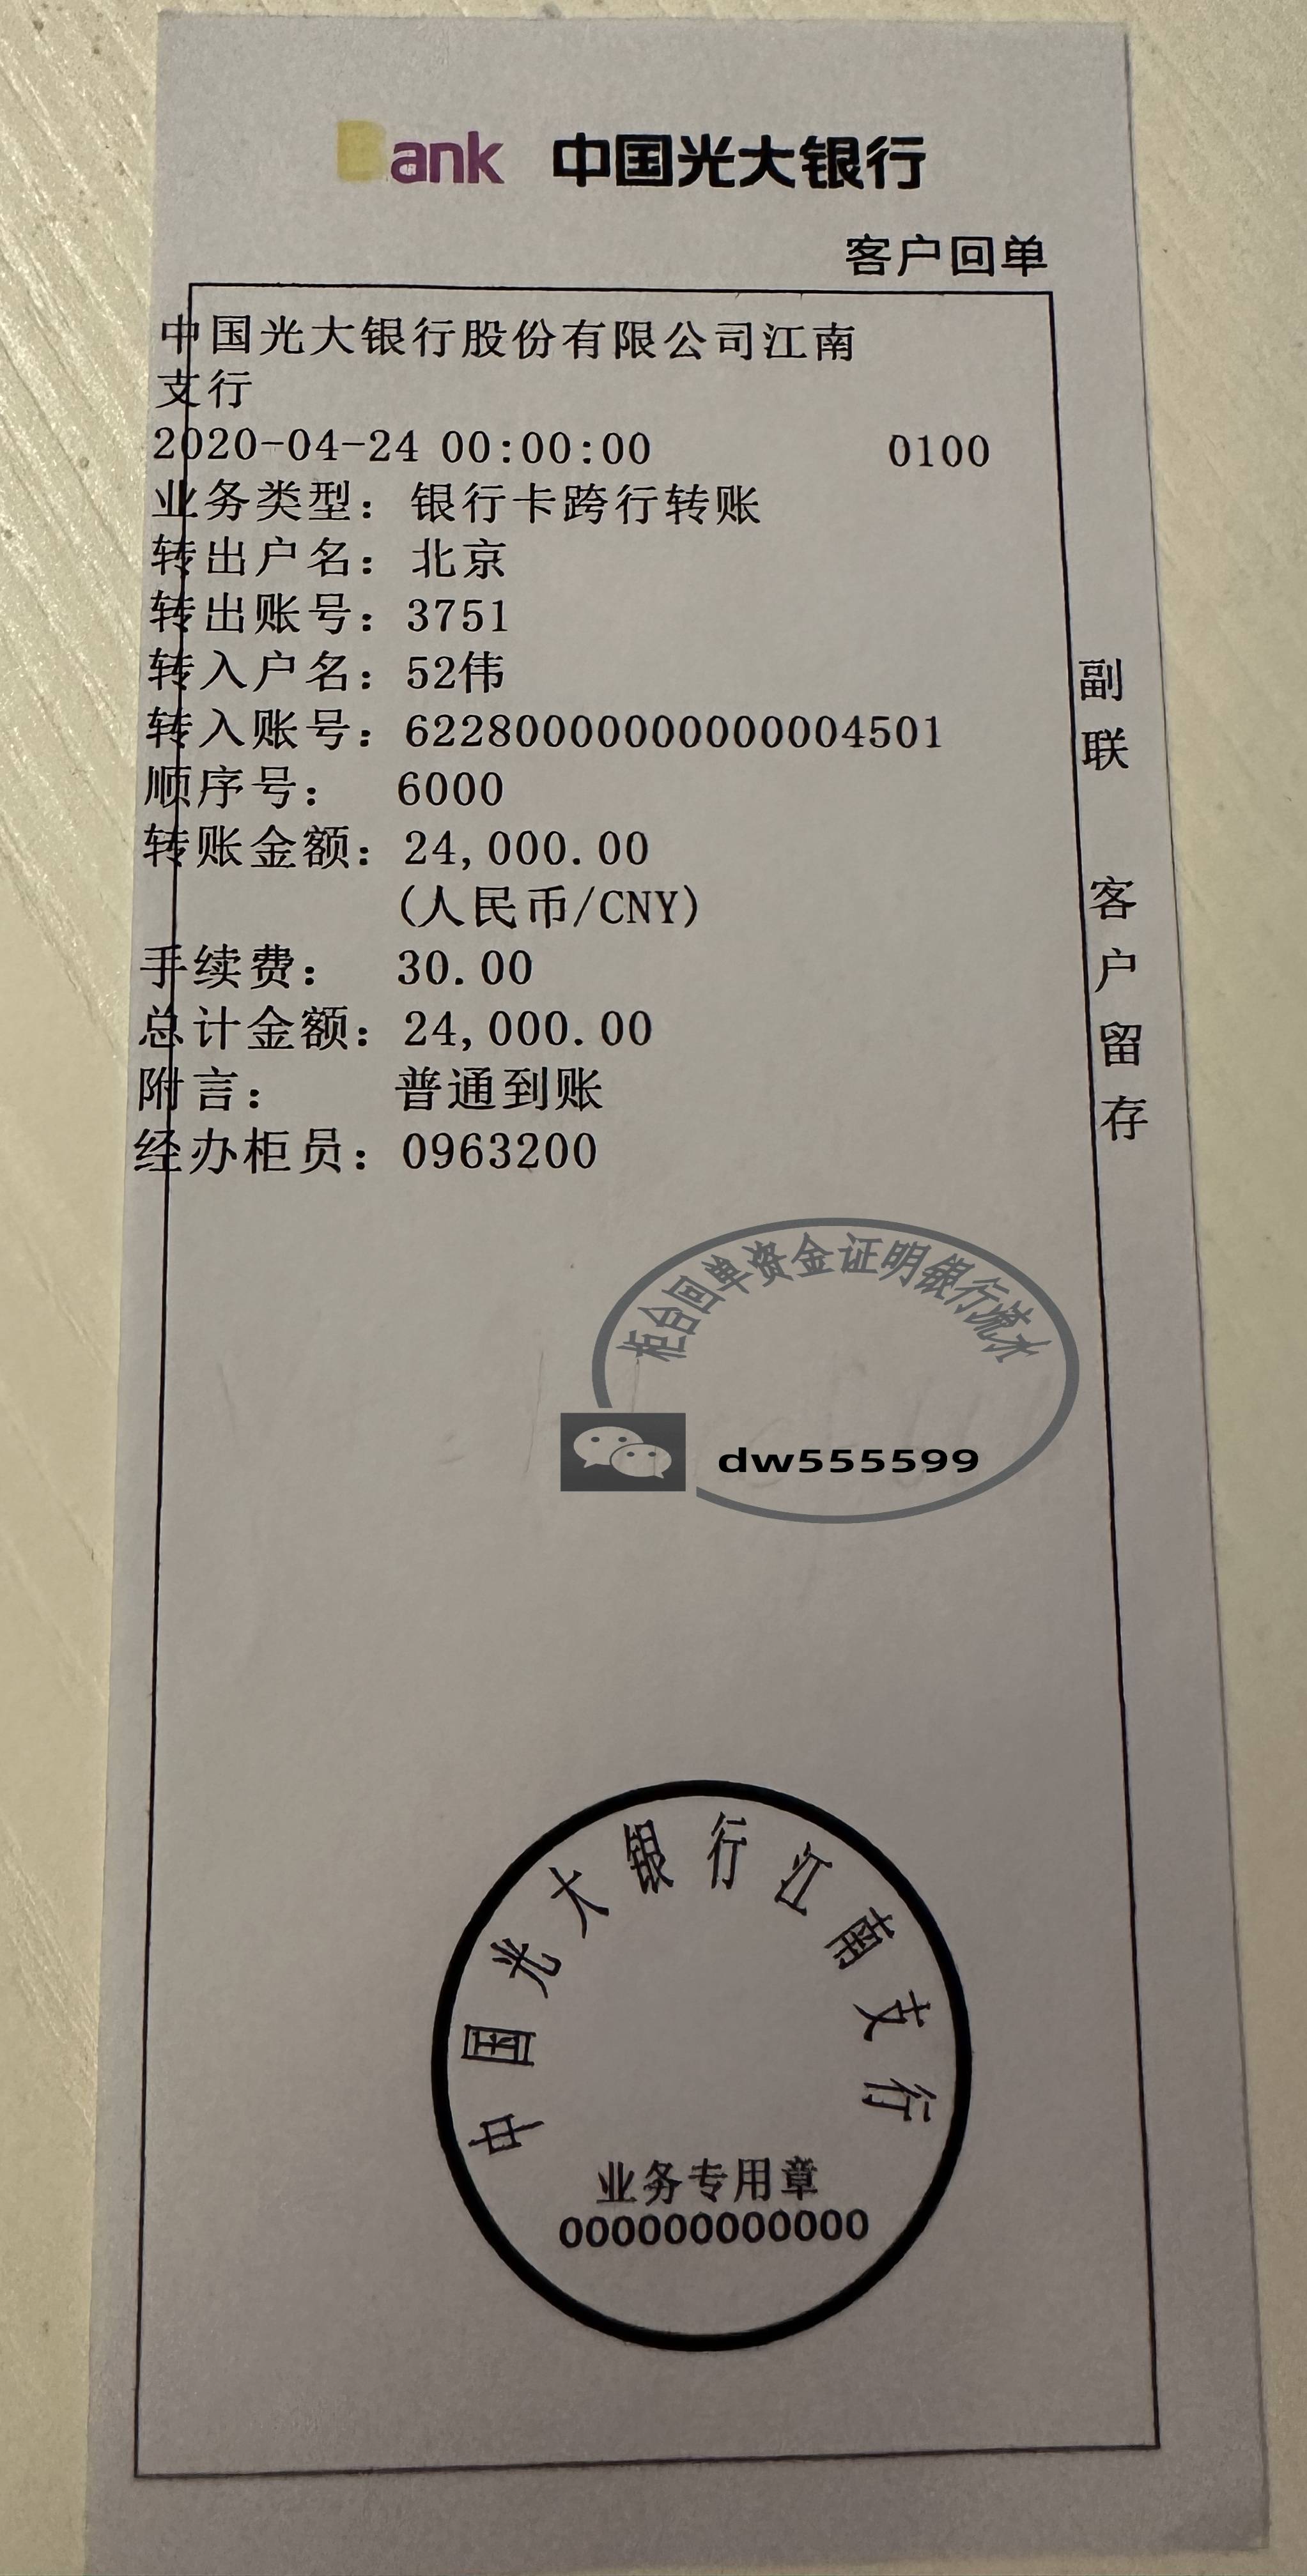 Bank 中国光大银行
客户回单
中国光大银行股份有限公司江南
支行
2020-04-24 00:00:00 0100
业务类型：银行卡跨行转账
转出户名：北京
转出账号：3751
转入户名：52伟
转入账号：6228000000000004501
顺序号： 6000
转账金额：24,000.00
(人民币/CNY)
手续费： 30.00
总计金额：24,000.00
附言： 普通到账
经办柜员：0963200
副联 客户留存
柜台回单资金证明银行流水
dw555599
中国光大银行江南支行
业务专用章
000000000000